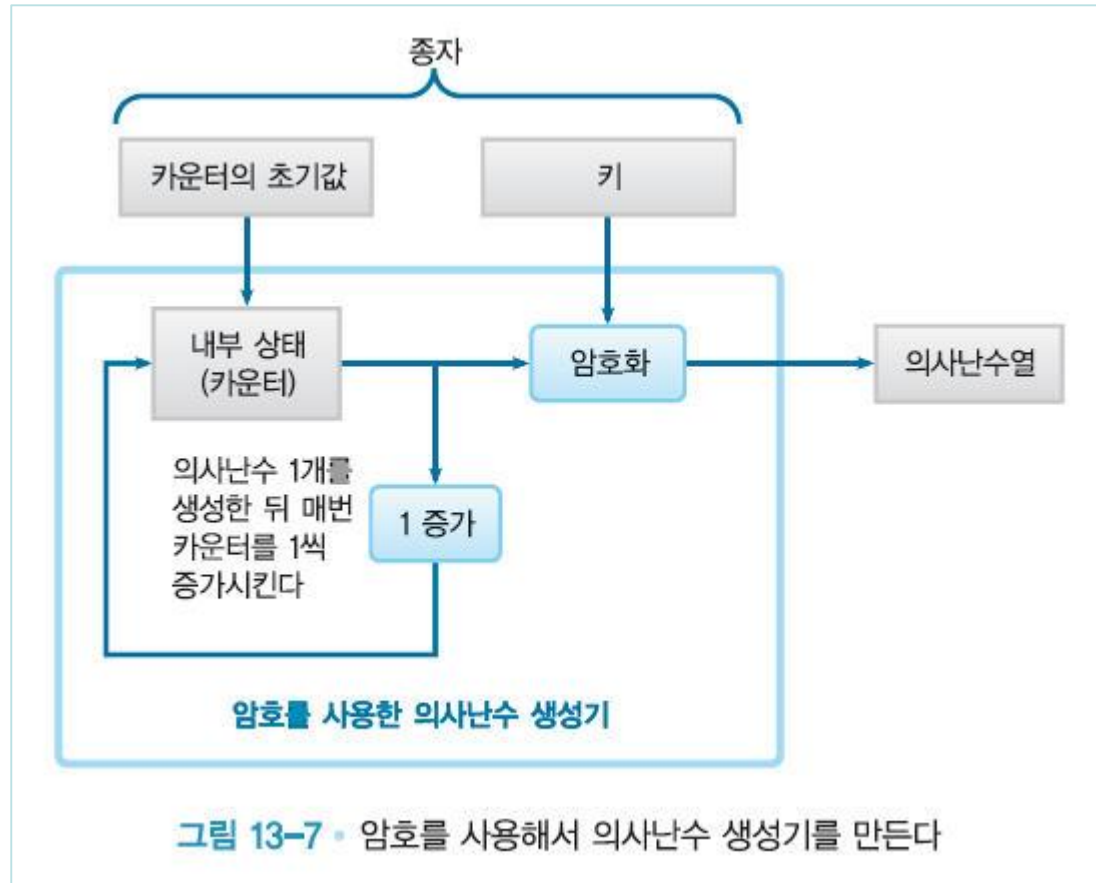 종자
카운터의 초기값
키
내부 상태
(카운터)
암호화
의사난수열
의사난수 1개를
생성한 뒤 매번
카운터를 1씩
증가시킨다
1 증가
암호를 사용한 의사난수 생성기
그림 13-7 • 암호를 사용해서 의사난수 생성기를 만든다